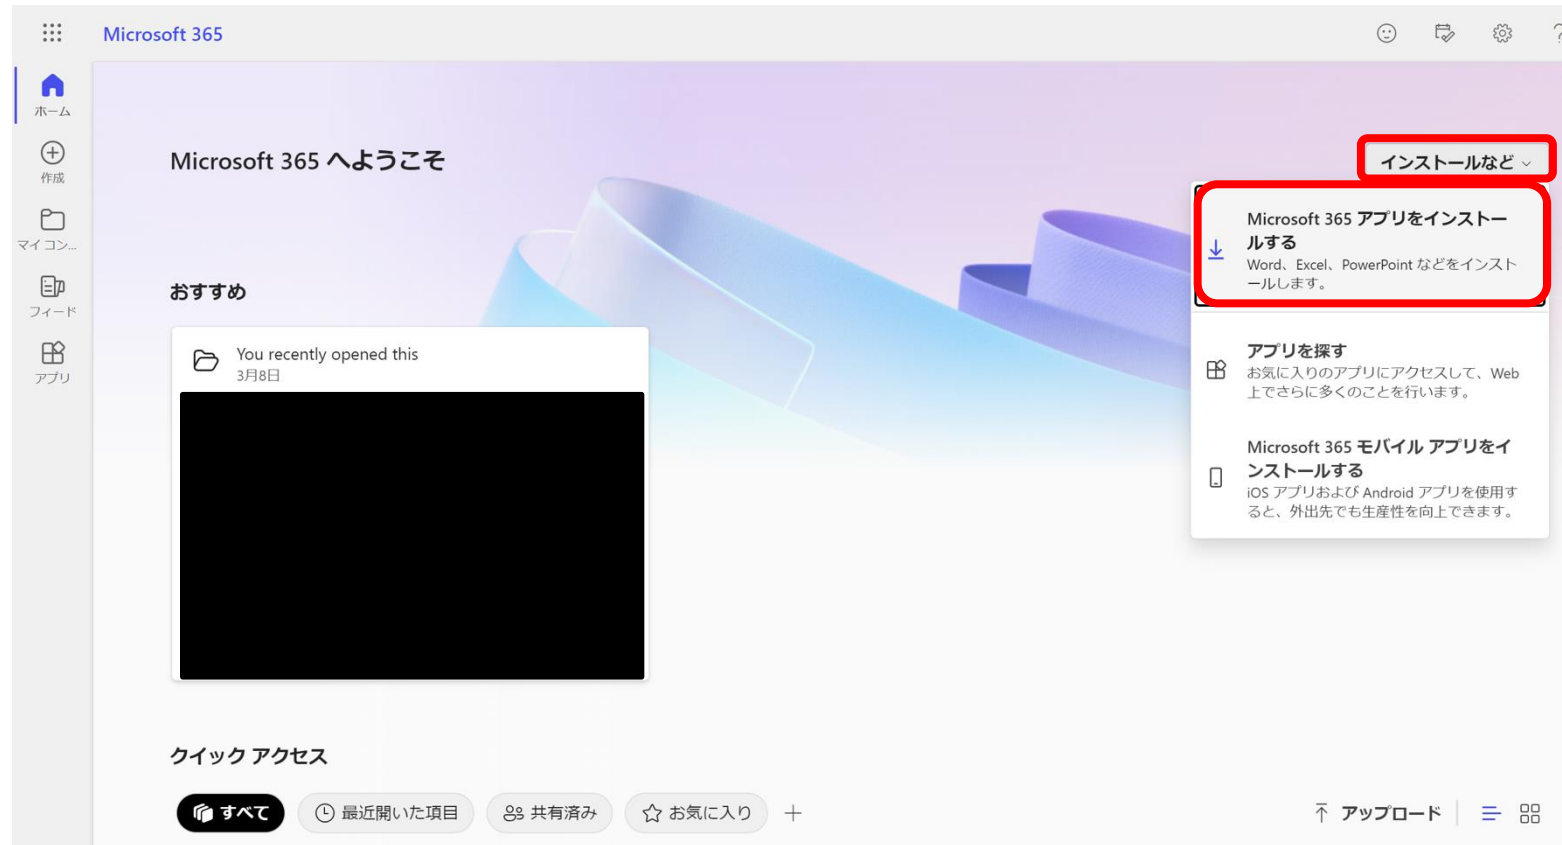 Microsoft 365
ホーム
作成
マイ コン...
フィード
アプリ
Microsoft 365 へようこそ
インストールなど
Microsoft 365 アプリをインストー
ルする
Word、Excel、PowerPoint などをインスト
ールします。
アプリを探す
お気に入りのアプリにアクセスして、Web
上でさらに多くのことを行います。
Microsoft 365 モバイル アプリをイ
ンストールする
iOS アプリおよび Android アプリを使用す
ると、外出先でも生産性を向上できます。
おすすめ
You recently opened this
3月8日
クイック アクセス
すべて
最近開いた項目
共有済み
お気に入り
アップロード